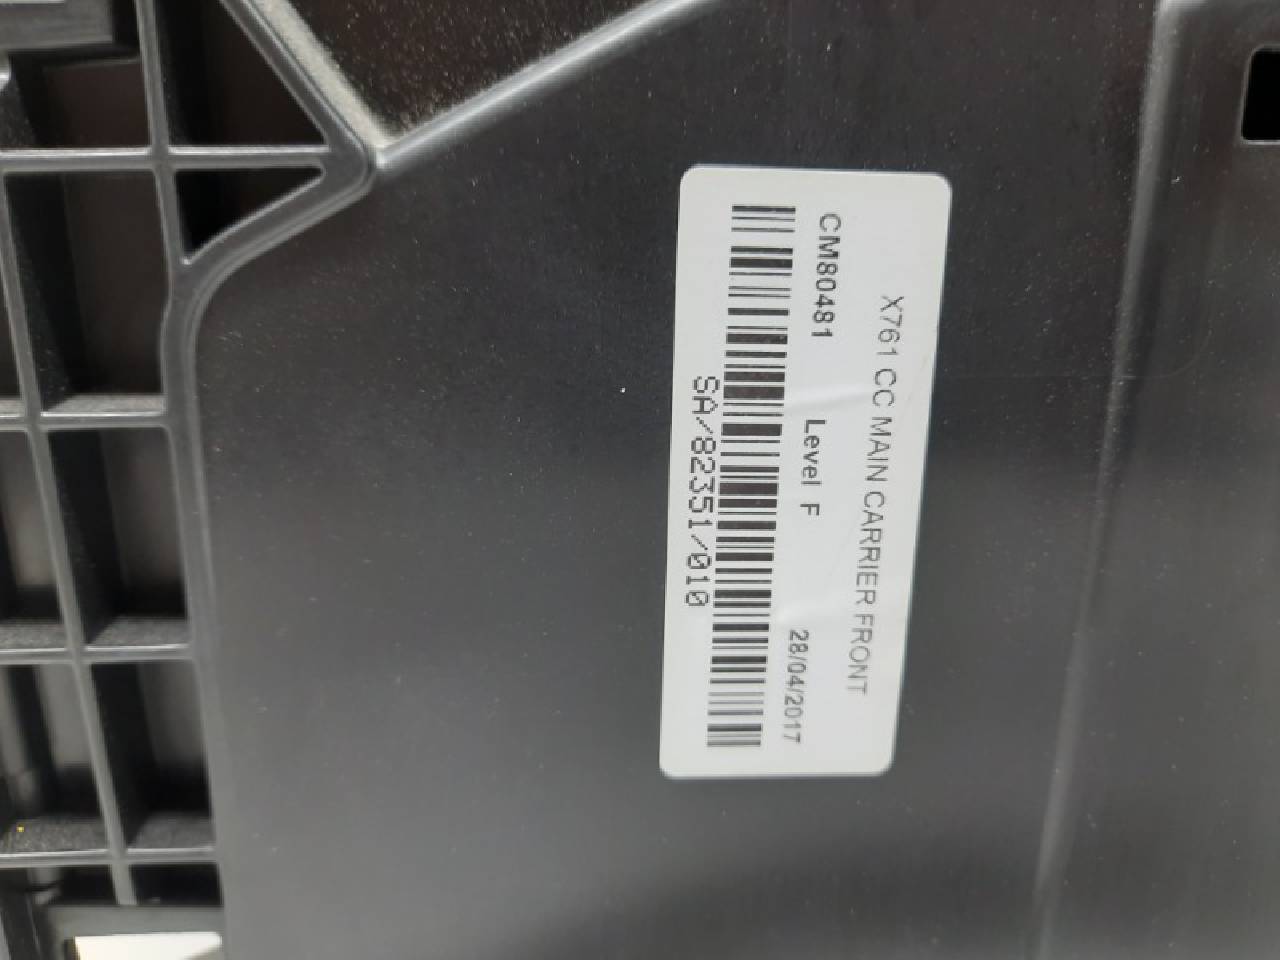 X761 CC MAIN CARRIER FRONT
CM80481 Level F 28/04/2017
SA/82351/010